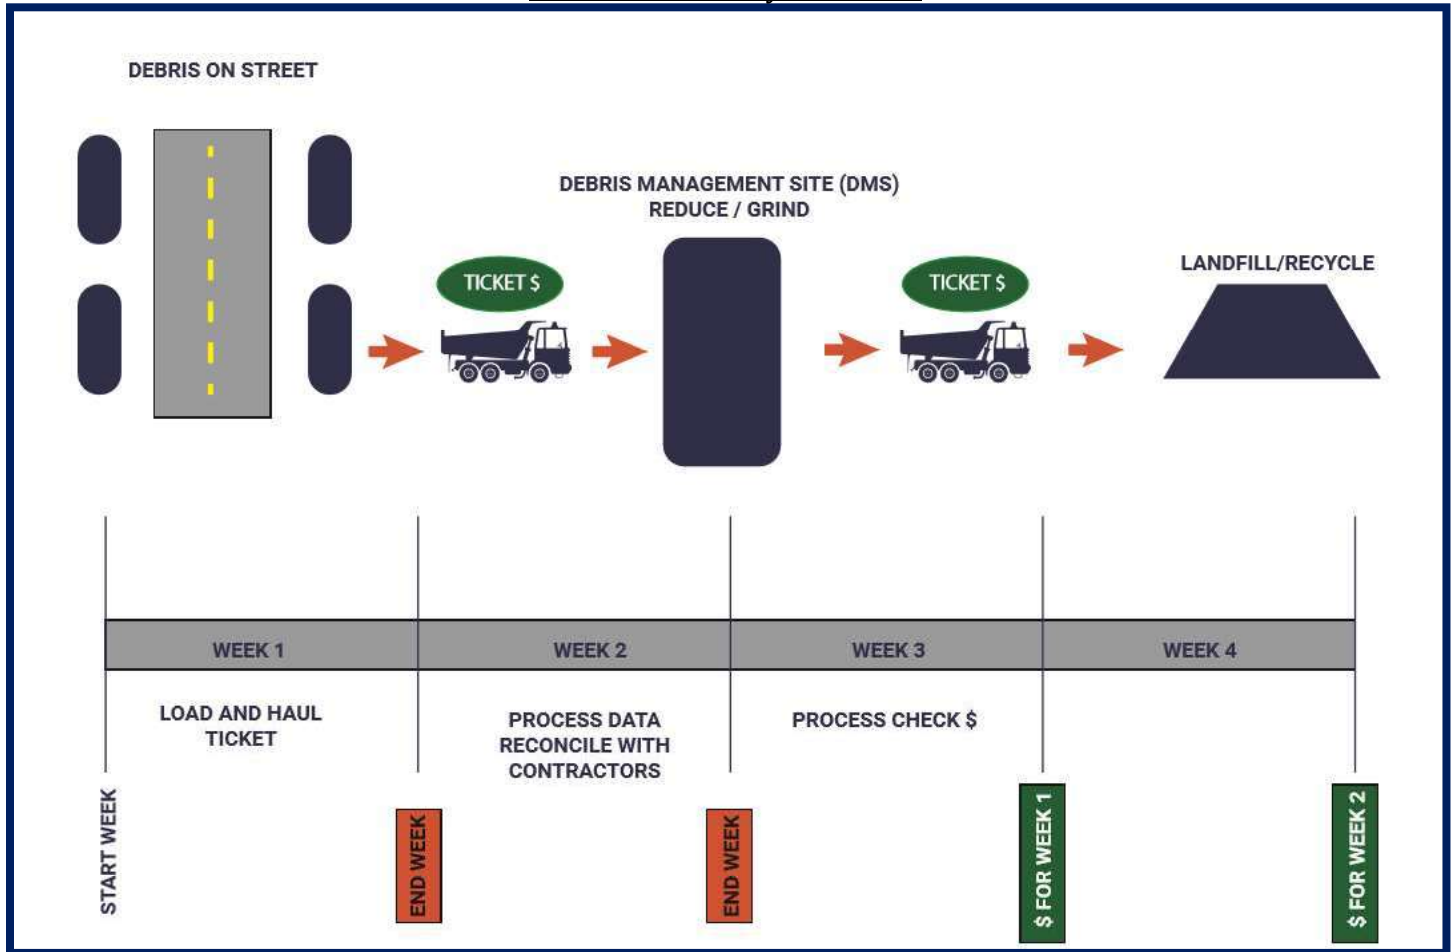 DEBRIS ON STREET
DEBRIS MANAGEMENT SITE (DMS)
REDUCE / GRIND
TICKET $
TICKET $
LANDFILL/RECYCLE
WEEK 1
WEEK 2
WEEK 3
WEEK 4
LOAD AND HAUL
TICKET
PROCESS DATA
RECONCILE WITH
CONTRACTORS
PROCESS CHECK $
START WEEK
END WEEK
END WEEK
$ FOR WEEK 1
$ FOR WEEK 2